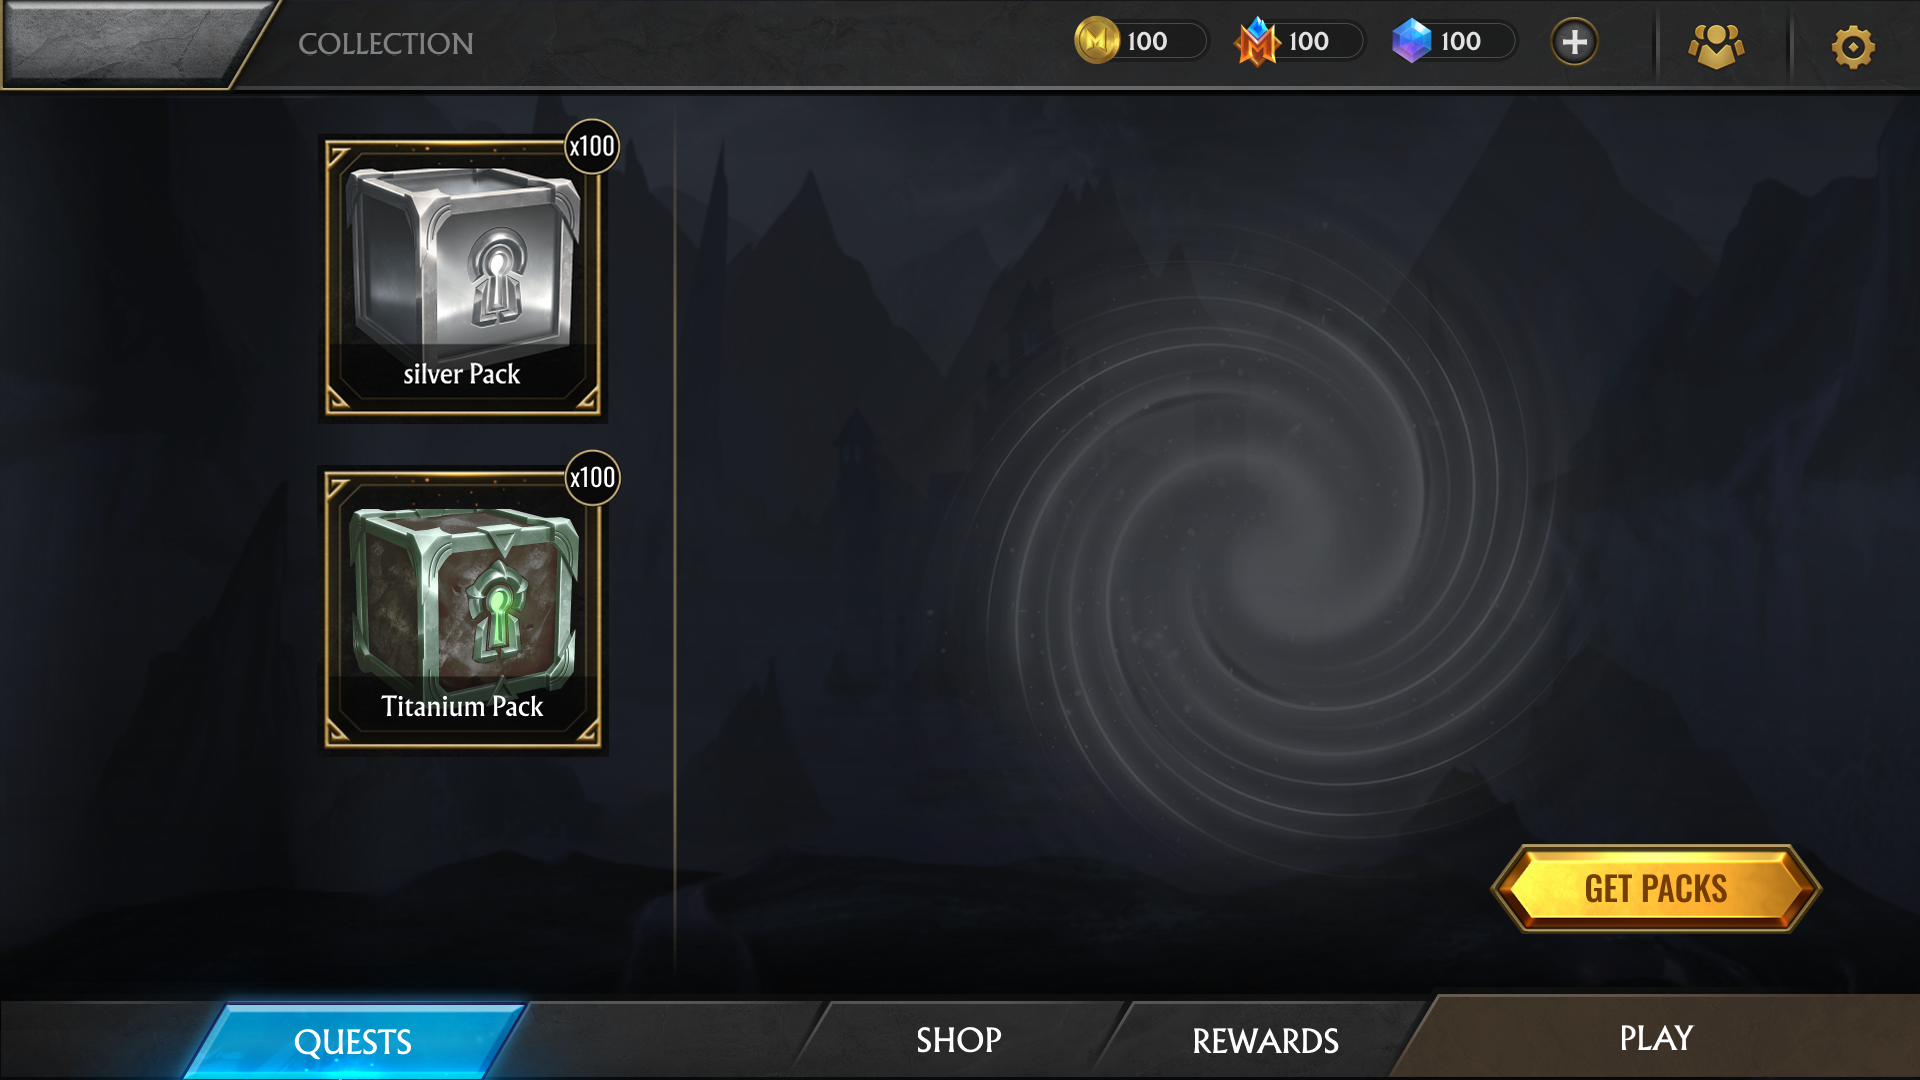 COLLECTION
100
100
100
x100
silver Pack
x100
Titanium Pack
GET PACKS
QUESTS
SHOP
REWARDS
PLAY